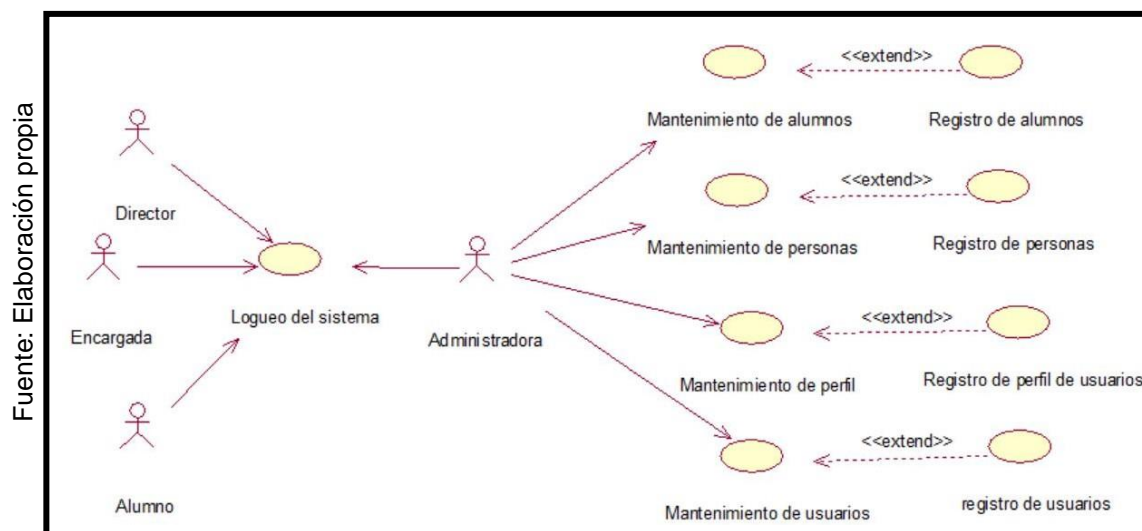 Fuente: Elaboración propia
<<extend>>
Mantenimiento de alumnos
Registro de alumnos
<<extend>>
Director
Mantenimiento de personas
Registro de personas
Encargada
Logueo del sistema
Administradora
<<extend>>
Mantenimiento de perfil
Registro de perfil de usuarios
<<extend>>
Alumno
Mantenimiento de usuarios
registro de usuarios